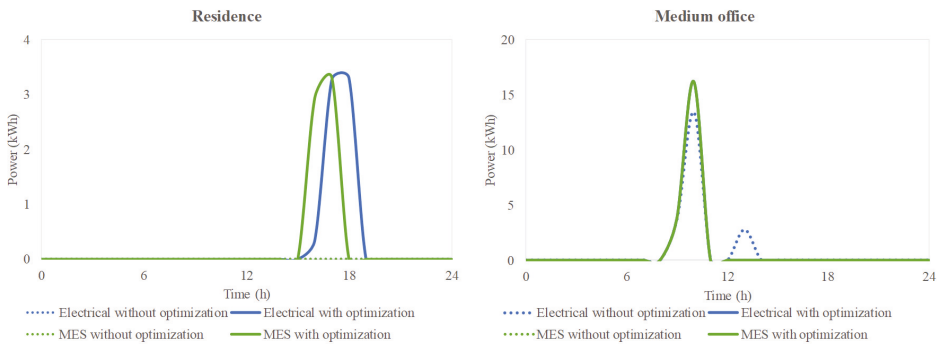 Residence
4
3
2
1
0
Power (kWh)
0 6 12 18 24
Time (h)
Electrical without optimization Electrical with optimization
MES without optimization MES with optimization
Medium office
20
15
10
5
0
Power (kWh)
0 6 12 18 24
Time (h)
Electrical without optimization Electrical with optimization
MES without optimization MES with optimization